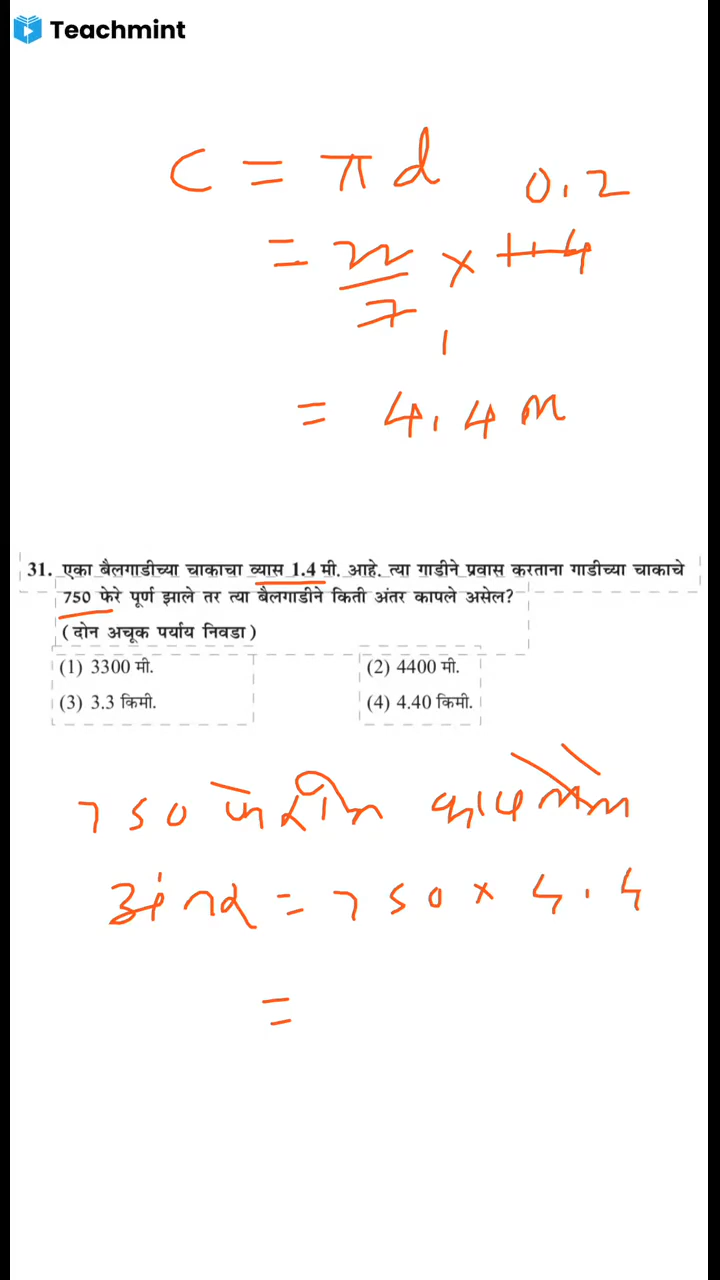 Teachmint
C = π d 0.2
= 22/7 × 1.4
1
= 4.4 m
31. एका बैलगाडीच्या चाकाचा व्यास 1.4 मी. आहे. त्या गाडीने प्रवास करताना गाडीच्या चाकाचे
750 फेरे पूर्ण झाले तर त्या बैलगाडीने किती अंतर कापले असेल?
(दोन अचूक पर्याय निवडा)
(1) 3300 मी. (2) 4400 मी.
(3) 3.3 किमी. (4) 4.40 किमी.
750 फेरीत कापलेले
अंतर = 750 × 4.4
=